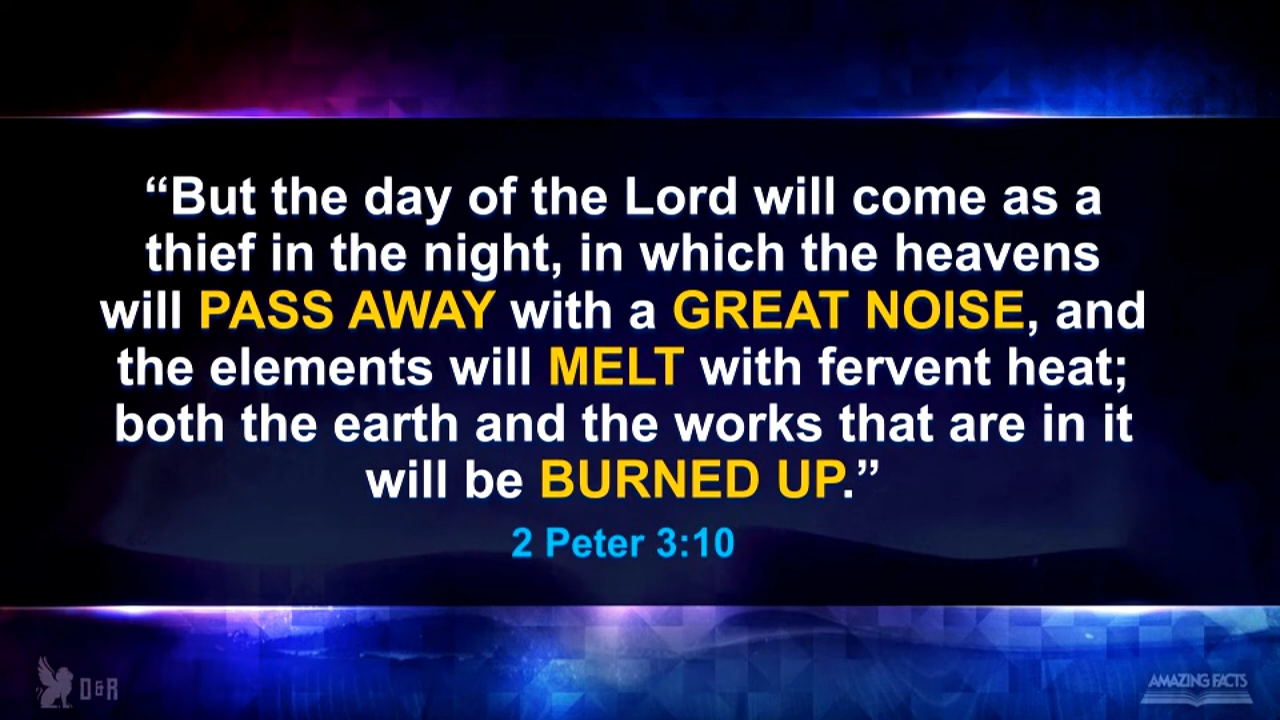 “But the day of the Lord will come as a
thief in the night, in which the heavens
will PASS AWAY with a GREAT NOISE, and
the elements will MELT with fervent heat;
both the earth and the works that are in it
will be BURNED UP.”
2 Peter 3:10
D&R
AMAZING FACTS